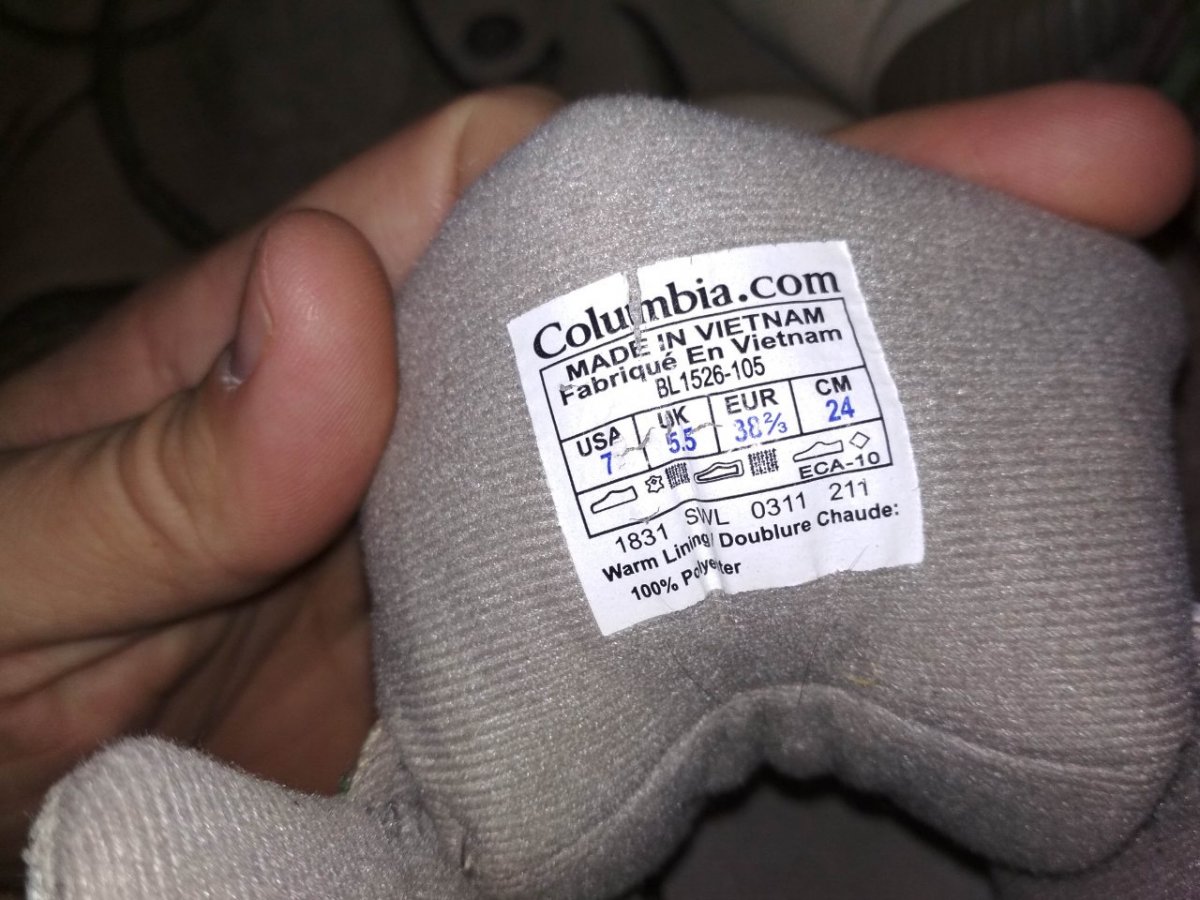 Columbia.com
MADE IN VIETNAM
Fabriqué En Vietnam
BL1526-105
USA UK EUR CM
7 5.5 38⅔ 24
ECA-10
1831 SWL 0311 211
Warm Lining/ Doublure Chaude:
100% Polyester